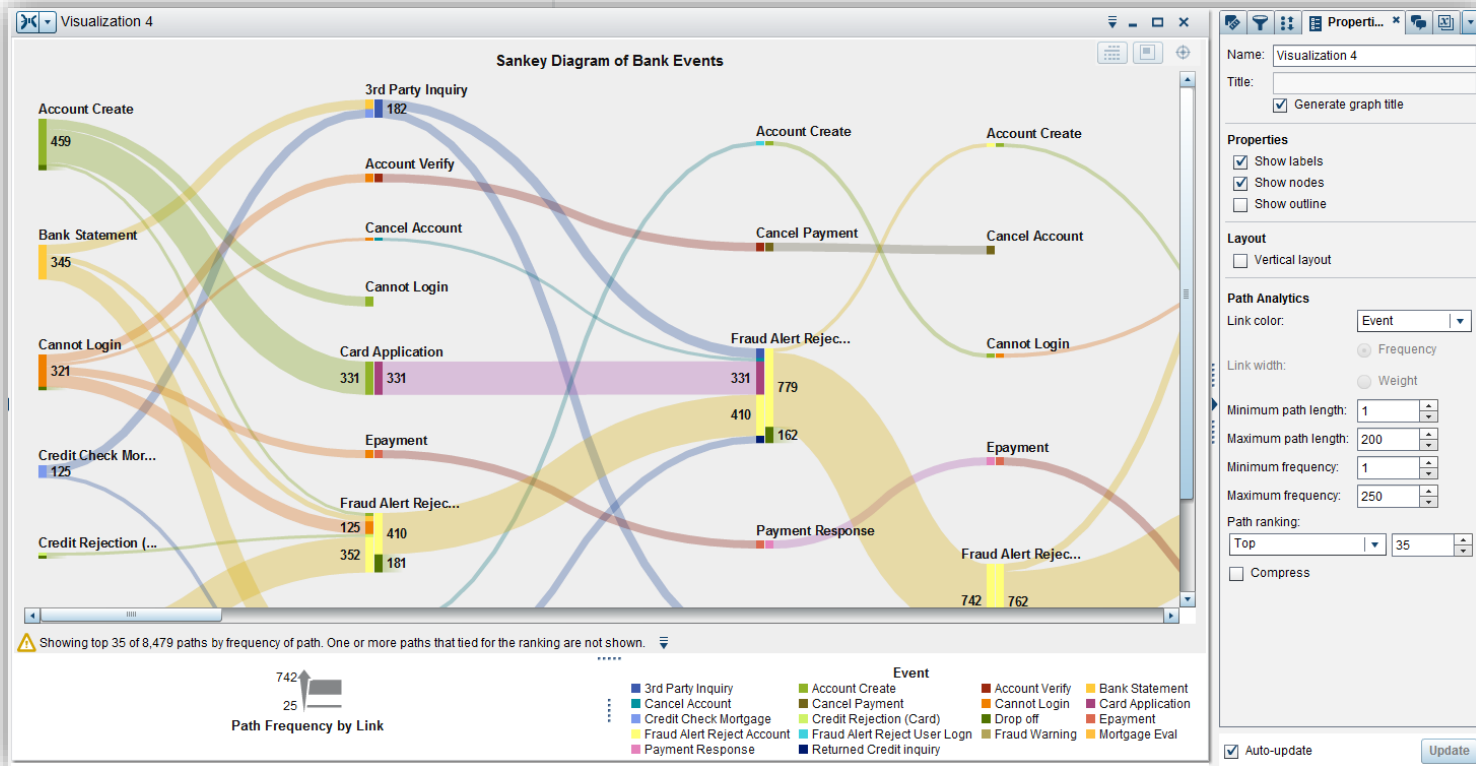 Visualization 4
Sankey Diagram of Bank Events
Account Create
459
Bank Statement
345
Cannot Login
321
Credit Check Mor...
125
Credit Rejection (...
3rd Party Inquiry
182
Account Verify
Cancel Account
Cannot Login
Card Application
331
331
Epayment
Fraud Alert Rejec...
125
410
352
181
Account Create
Cancel Payment
Fraud Alert Rejec...
331
779
410
162
Payment Response
Account Create
Cancel Account
Cannot Login
Epayment
Fraud Alert Rejec...
742
762
Showing top 35 of 8,479 paths by frequency of path. One or more paths that tied for the ranking are not shown.
742
25
Path Frequency by Link
Event
3rd Party Inquiry
Account Create
Account Verify
Bank Statement
Cancel Account
Cancel Payment
Cannot Login
Card Application
Credit Check Mortgage
Credit Rejection (Card)
Drop off
Epayment
Fraud Alert Reject Account
Fraud Alert Reject User Logn
Fraud Warning
Mortgage Eval
Payment Response
Returned Credit inquiry
Properti...
Name: Visualization 4
Title:
Generate graph title
Properties
Show labels
Show nodes
Show outline
Layout
Vertical layout
Path Analytics
Link color: Event
Frequency
Link width:
Weight
Minimum path length: 1
Maximum path length: 200
Minimum frequency: 1
Maximum frequency: 250
Path ranking:
Top 35
Compress
Auto-update
Update